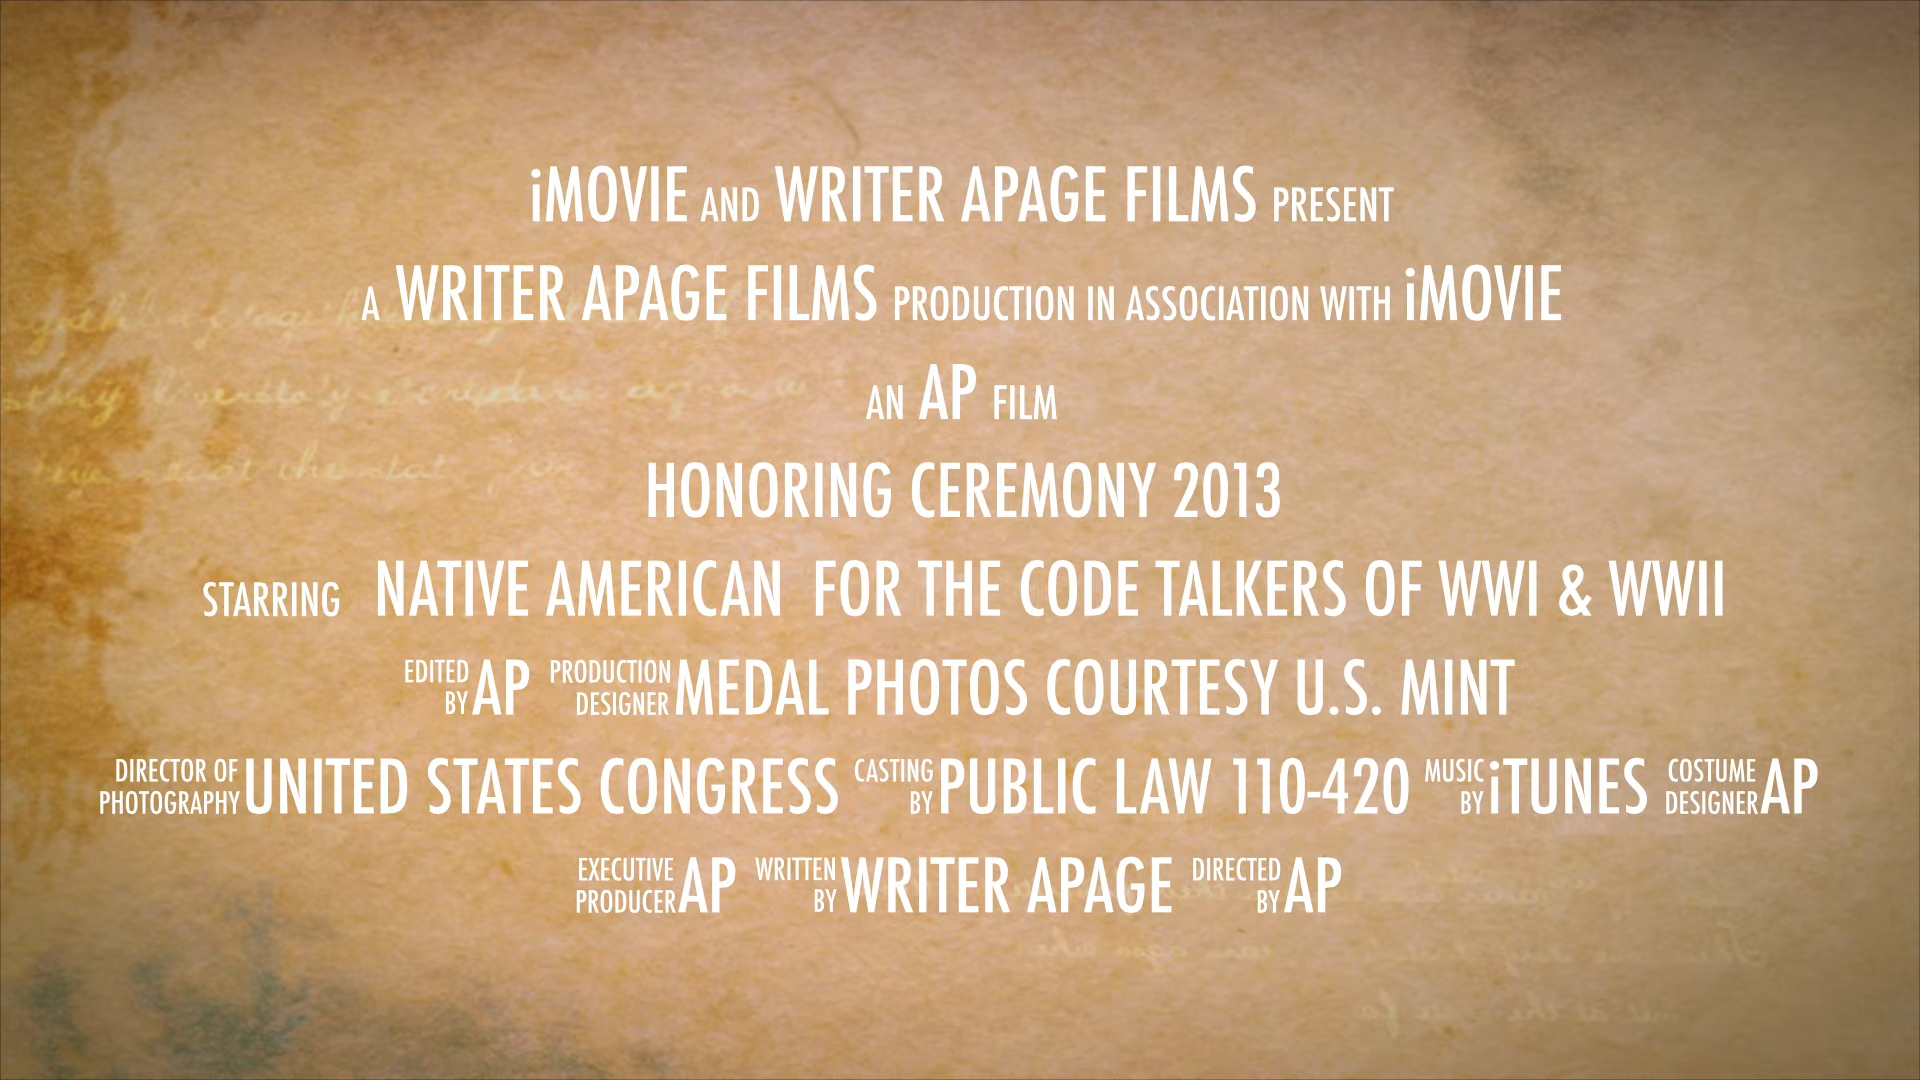 iMOVIE AND WRITER APAGE FILMS PRESENT
A WRITER APAGE FILMS PRODUCTION IN ASSOCIATION WITH iMOVIE
AN AP FILM
HONORING CEREMONY 2013
STARRING NATIVE AMERICAN FOR THE CODE TALKERS OF WWI & WWII
EDITED BY AP PRODUCTION DESIGNER MEDAL PHOTOS COURTESY U.S. MINT
DIRECTOR OF PHOTOGRAPHY UNITED STATES CONGRESS CASTING BY PUBLIC LAW 110-420 MUSIC BY iTUNES COSTUME DESIGNER AP
EXECUTIVE PRODUCER AP WRITTEN BY WRITER APAGE DIRECTED BY AP